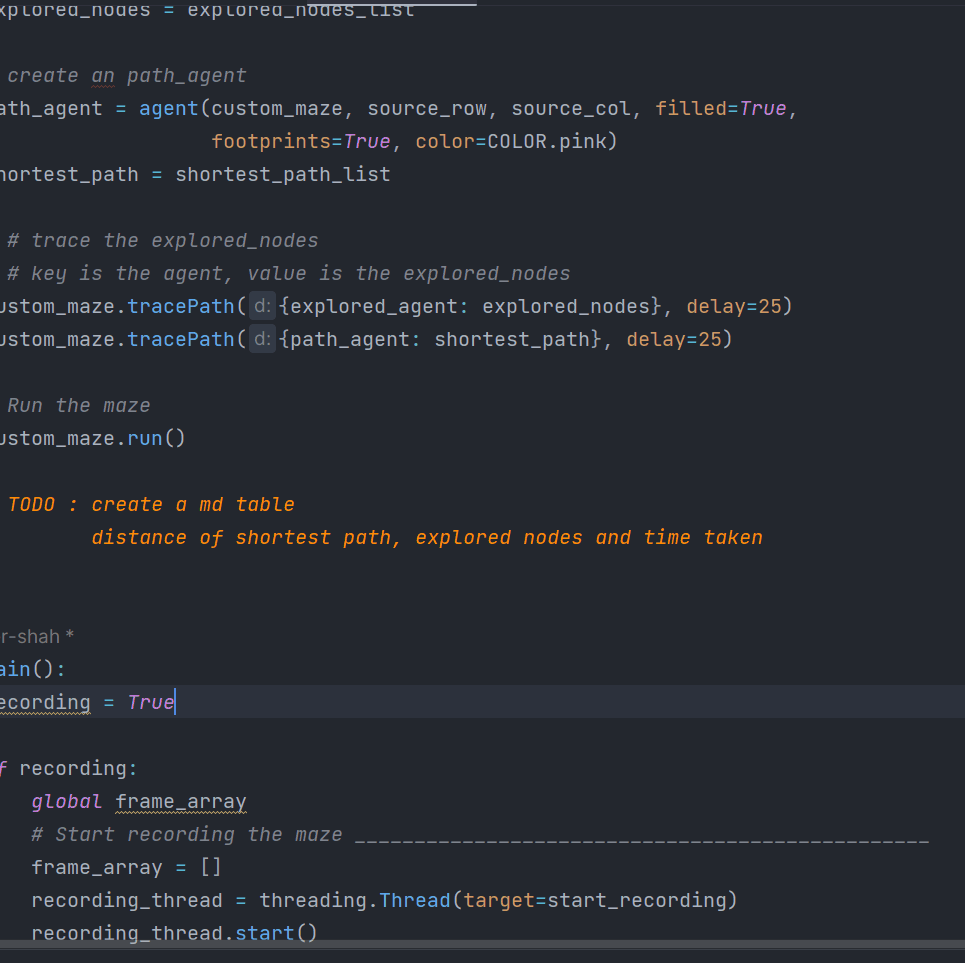 xplored_nodes = explored_nodes_list
create an path_agent
ath_agent = agent(custom_maze, source_row, source_col, filled=True,
footprints=True, color=COLOR.pink)
hortest_path = shortest_path_list
# trace the explored_nodes
# key is the agent, value is the explored_nodes
ustom_maze.tracePath( d: {explored_agent: explored_nodes}, delay=25)
ustom_maze.tracePath( d: {path_agent: shortest_path}, delay=25)
Run the maze
ustom_maze.run()
TODO : create a md table
distance of shortest path, explored nodes and time taken
r-shah *
ain():
ecording = True
f recording:
global frame_array
# Start recording the maze ________________________________________________
frame_array = []
recording_thread = threading.Thread(target=start_recording)
recording_thread.start()